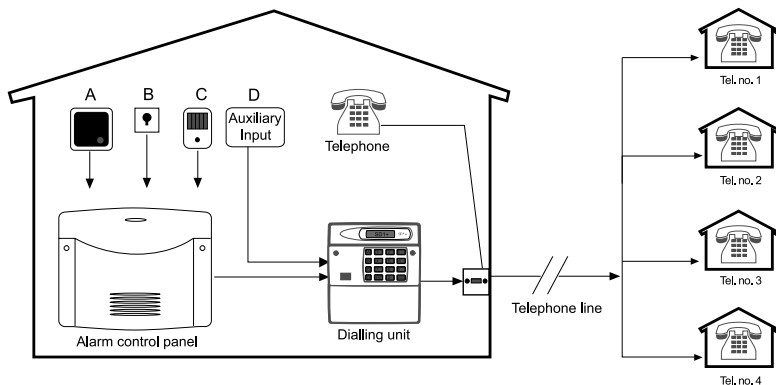 A
B
C
D
Auxiliary
Input
Telephone
SD1+
Alarm control panel
Dialling unit
Telephone line
Tel. no. 1
Tel. no. 2
Tel. no. 3
Tel. no. 4